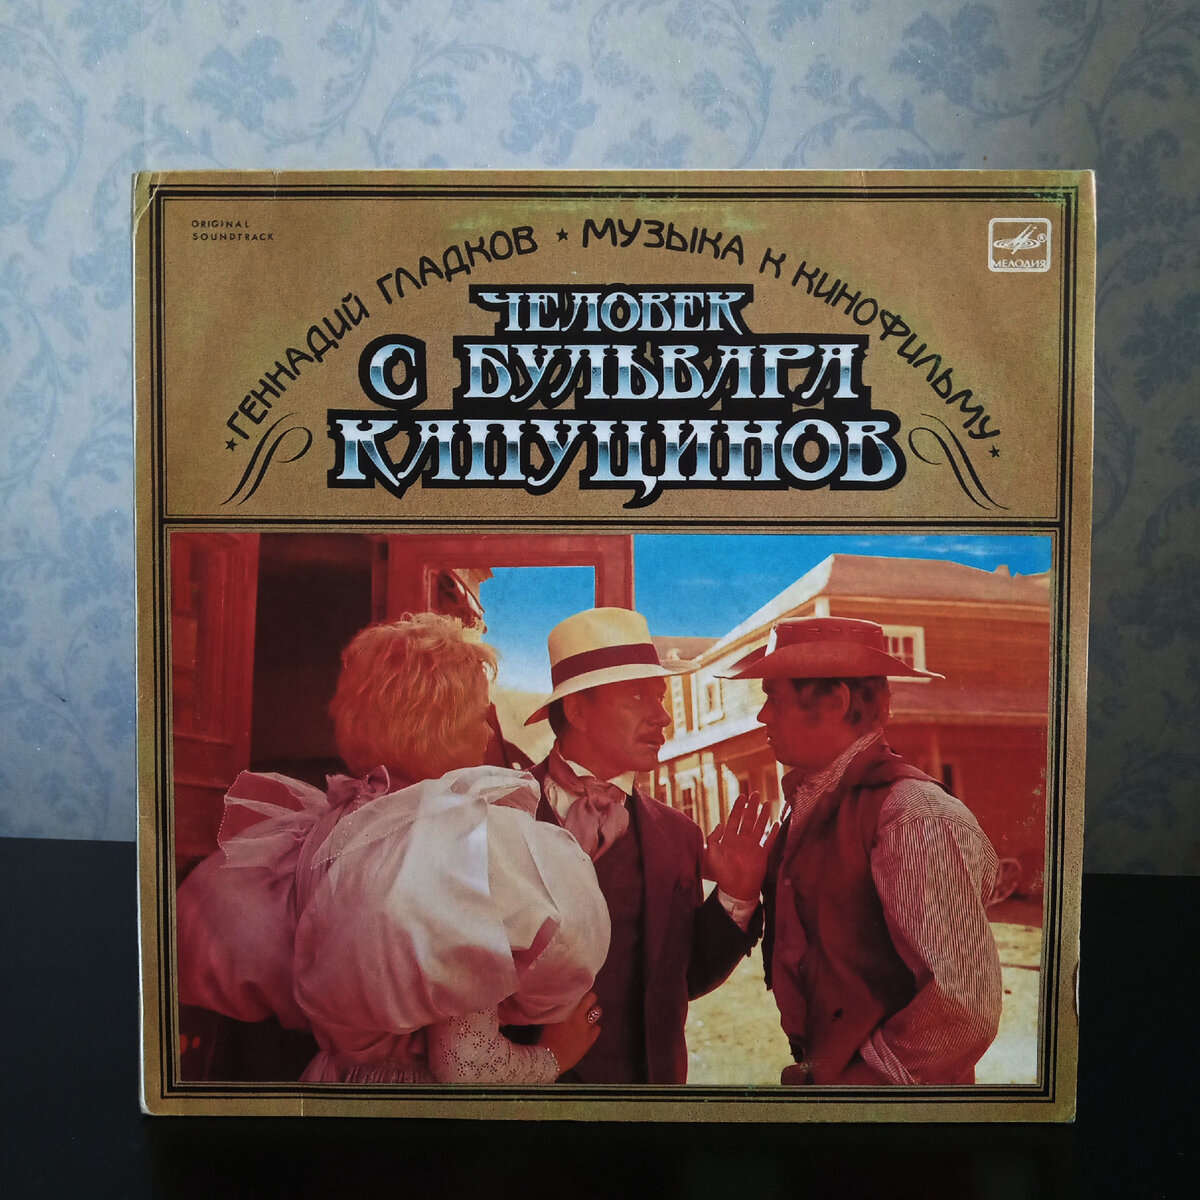 ORIGINAL
SOUNDTRACK
★ ГЕННАДИЙ ГЛАДКОВ ★ МУЗЫКА К КИНОФИЛЬМУ ★
МЕЛОДИЯ ®
ЧЕЛОВЕК
С БУЛЬВАРА
КАПУЦИНОВ